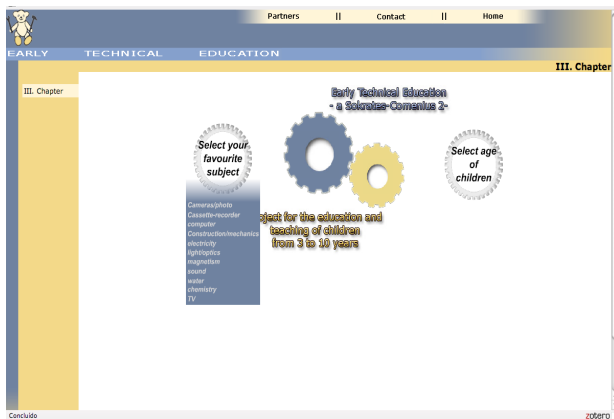 Partners || Contact || Home
EARLY TECHNICAL EDUCATION
III. Chapter
III. Chapter
Early Technical Education
- a Sokrates-Comenius 2-
Select your
favourite
subject
Select age
of
children
Cameras/photo
Cassette-recorder
computer
Construction/mechanics
electricity
light/optics
magnetism
sound
water
chemistry
TV
oject for the education and
teaching of children
from 3 to 10 years
Concluído
zotero